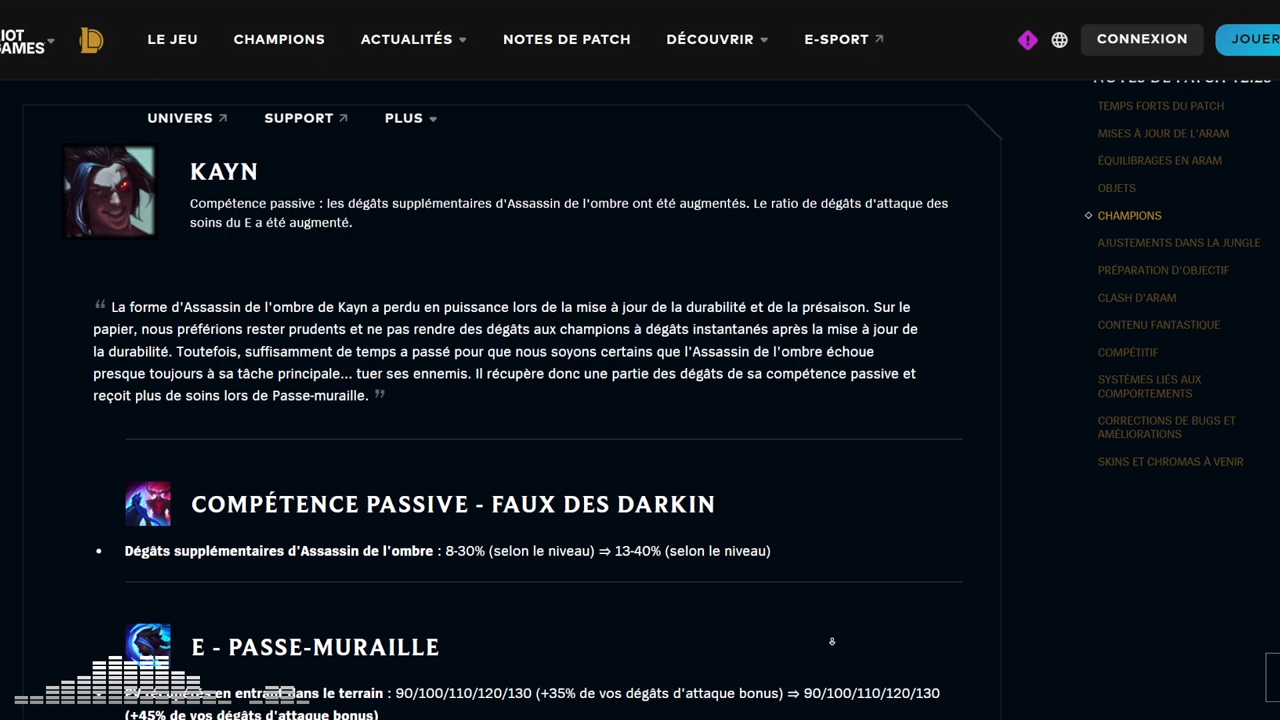 IOT
GAMES
LE JEU
CHAMPIONS
ACTUALITÉS
NOTES DE PATCH
DÉCOUVRIR
E-SPORT
CONNEXION
JOUER
UNIVERS
SUPPORT
PLUS
KAYN
Compétence passive : les dégâts supplémentaires d'Assassin de l'ombre ont été augmentés. Le ratio de dégâts d'attaque des
soins du E a été augmenté.
“ La forme d'Assassin de l'ombre de Kayn a perdu en puissance lors de la mise à jour de la durabilité et de la présaison. Sur le
papier, nous préférions rester prudents et ne pas rendre des dégâts aux champions à dégâts instantanés après la mise à jour de
la durabilité. Toutefois, suffisamment de temps a passé pour que nous soyons certains que l'Assassin de l'ombre échoue
presque toujours à sa tâche principale... tuer ses ennemis. Il récupère donc une partie des dégâts de sa compétence passive et
reçoit plus de soins lors de Passe-muraille. ”
COMPÉTENCE PASSIVE - FAUX DES DARKIN
• Dégâts supplémentaires d'Assassin de l'ombre : 8-30% (selon le niveau) ⇒ 13-40% (selon le niveau)
E - PASSE-MURAILLE
en entrant dans le terrain : 90/100/110/120/130 (+35% de vos dégâts d'attaque bonus) ⇒ 90/100/110/120/130
(+45% de vos dégâts d'attaque bonus)
TEMPS FORTS DU PATCH
MISES À JOUR DE L'ARAM
ÉQUILIBRAGES EN ARAM
OBJETS
CHAMPIONS
AJUSTEMENTS DANS LA JUNGLE
PRÉPARATION D'OBJECTIF
CLASH D'ARAM
CONTENU FANTASTIQUE
COMPÉTITIF
SYSTÈMES LIÉS AUX
COMPORTEMENTS
CORRECTIONS DE BUGS ET
AMÉLIORATIONS
SKINS ET CHROMAS À VENIR